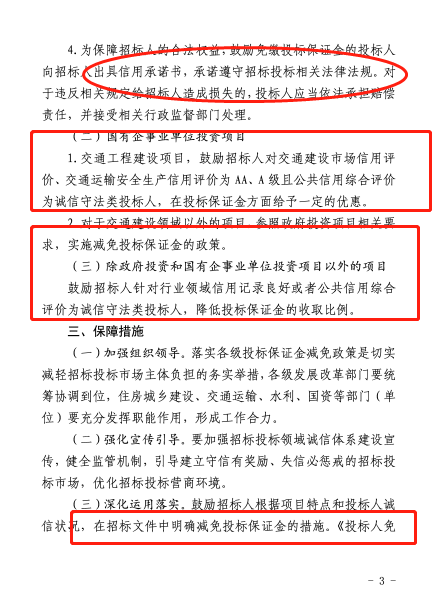 4.为保障招标人的合法权益，鼓励免缴投标保证金的投标人
向招标人出具信用承诺书，承诺遵守招标投标相关法律法规。对
于违反相关规定给招标人造成损失的，投标人应当依法承担赔偿
责任，并接受相关行政监督部门处理。
（二）国有企事业单位投资项目
1.交通工程建设项目，鼓励招标人对交通建设市场信用评
价、交通运输安全生产信用评价为 AA、A 级且公共信用综合评价
为诚信守法类投标人，在投标保证金方面给予一定的优惠。
2.对于交通建设领域以外的项目，参照政府投资项目相关要
求，实施减免投标保证金的政策。
（三）除政府投资和国有企事业单位投资项目以外的项目
鼓励招标人针对行业领域信用记录良好或者公共信用综合
评价为诚信守法类投标人，降低投标保证金的收取比例。
三、保障措施
（一）加强组织领导。落实各级投标保证金减免政策是切实
减轻招标投标市场主体负担的务实举措，各级发展改革部门要统
筹协调到位，住房城乡建设、交通运输、水利、国资等部门（单
位）要充分发挥职能作用，形成工作合力。
（二）强化宣传引导。要加强招标投标领域诚信体系建设宣
传，健全监管机制，引导建立守信有奖励、失信必惩戒的招标投
标市场，优化招标投标营商环境。
（三）深化运用落实。鼓励招标人根据项目特点和投标人诚
信状况，在招标文件中明确减免投标保证金的措施。《投标人免
- 3 -